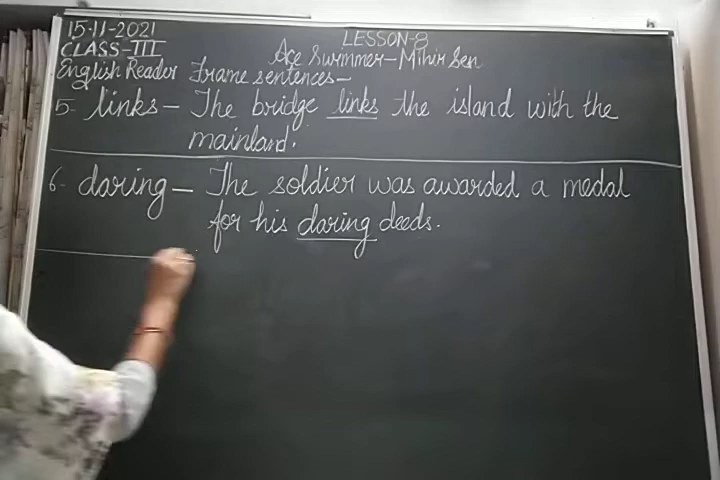 15-11-2021
LESSON-8
CLASS-III
Ace Swimmer-Mihir Sen
English Reader Frame sentences-
5- links- The bridge links the island with the
mainland.
6- daring- The soldier was awarded a medal
for his daring deeds.